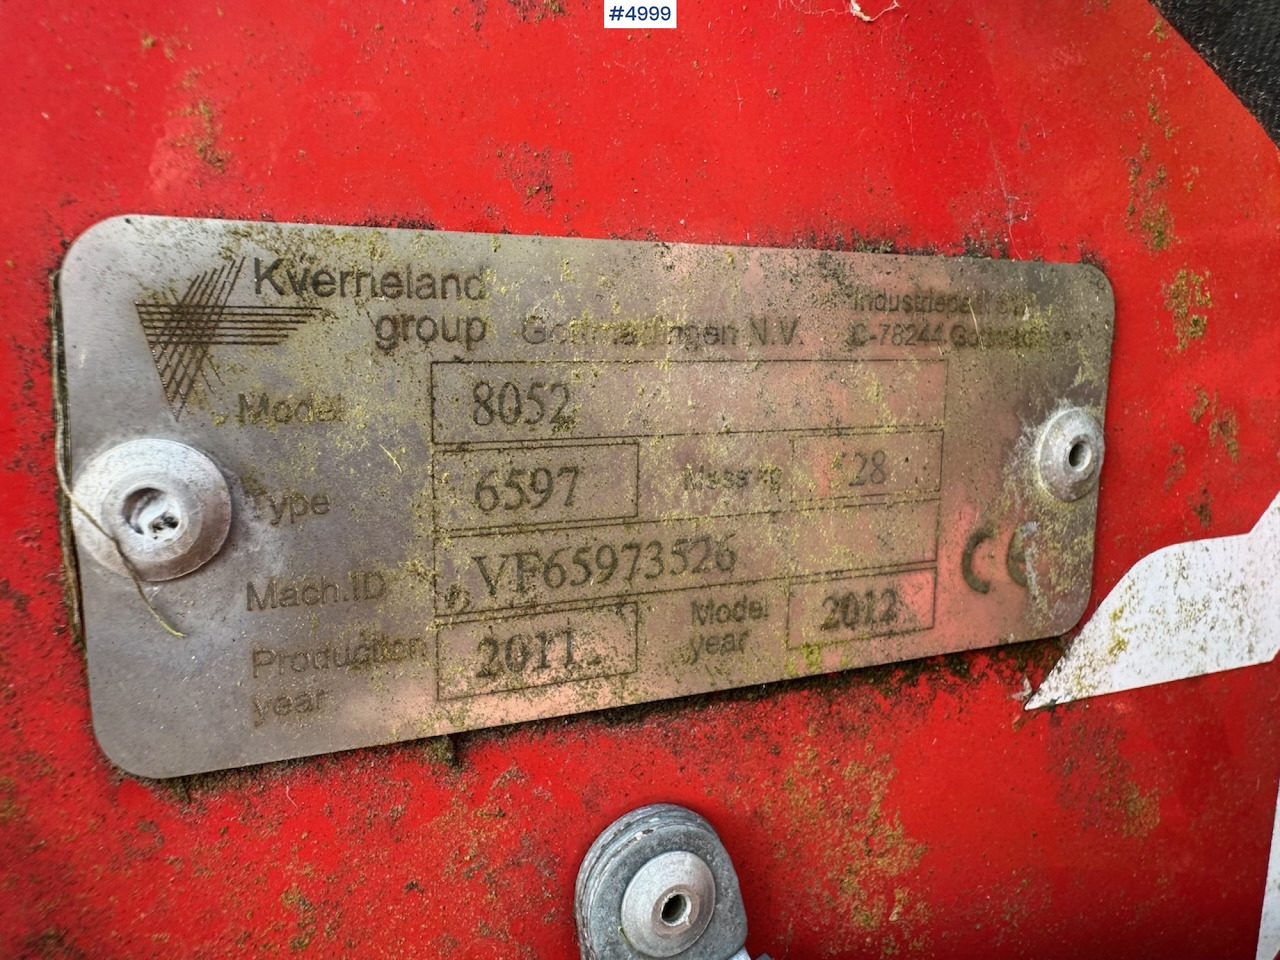 #4999
Kverneland
group Gottmadingen N.V.
D-78244
Model 8052
Type 6597 28
Mach.ID VF65973526
Production year 2011
Model year 2012
CE